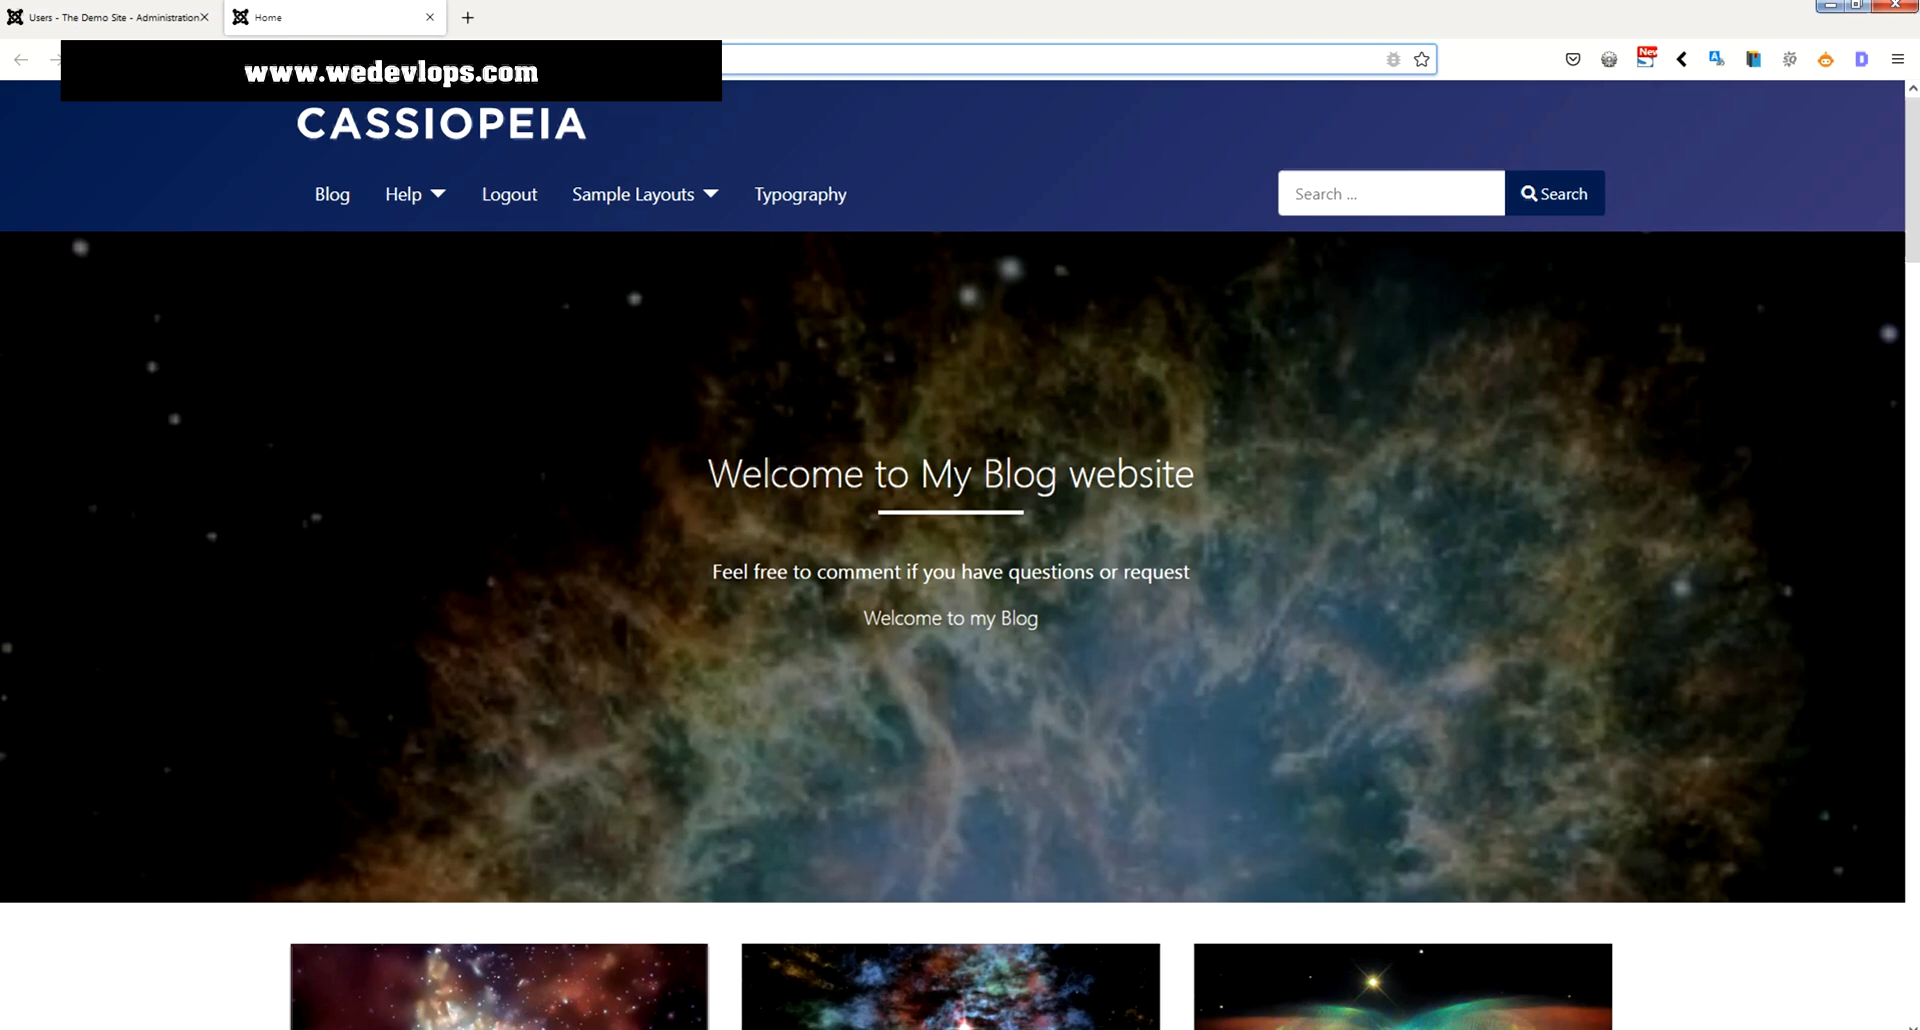 Users - The Demo Site - Administration
Home
www.wedevlops.com
New
CASSIOPEIA
Blog
Help
Logout
Sample Layouts
Typography
Search ...
Search
Welcome to My Blog website
Feel free to comment if you have questions or request
Welcome to my Blog